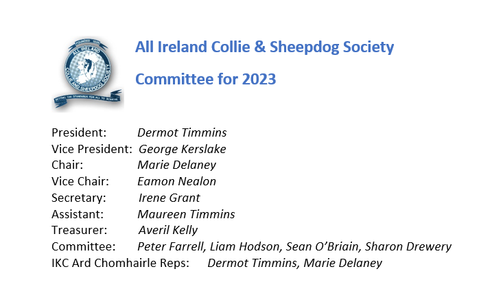 All Ireland Collie & Sheepdog Society
Committee for 2023
President: Dermot Timmins
Vice President: George Kerslake
Chair: Marie Delaney
Vice Chair: Eamon Nealon
Secretary: Irene Grant
Assistant: Maureen Timmins
Treasurer: Averil Kelly
Committee: Peter Farrell, Liam Hodson, Sean O’Briain, Sharon Drewery
IKC Ard Chomhairle Reps: Dermot Timmins, Marie Delaney